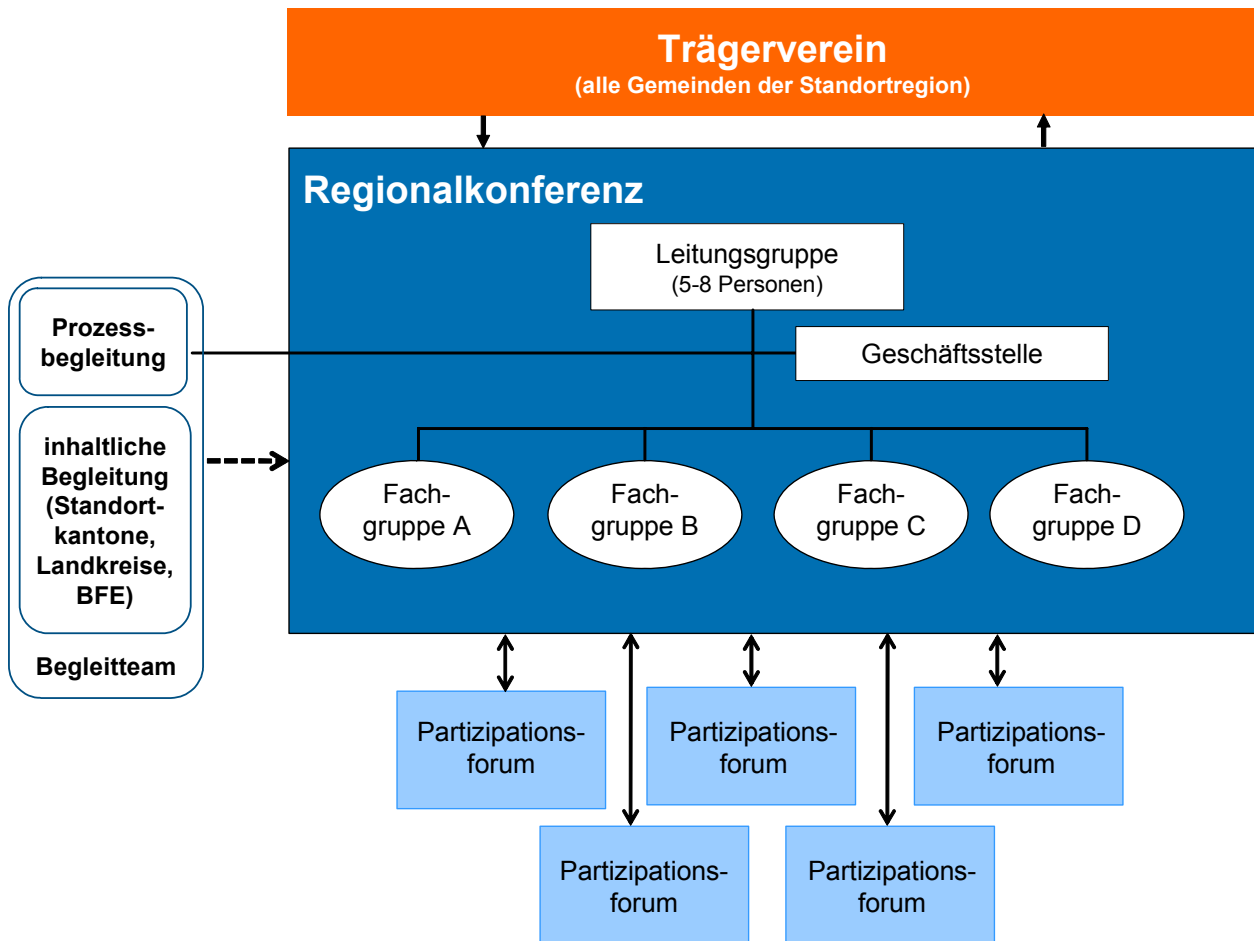 Trägerverein
(alle Gemeinden der Standortregion)
Regionalkonferenz
Leitungsgruppe
(5-8 Personen)
Geschäftsstelle
Prozess-
begleitung
inhaltliche
Begleitung
(Standort-
kantone,
Landkreise,
BFE)
Begleitteam
Fach-
gruppe A
Fach-
gruppe B
Fach-
gruppe C
Fach-
gruppe D
Partizipations-
forum
Partizipations-
forum
Partizipations-
forum
Partizipations-
forum
Partizipations-
forum